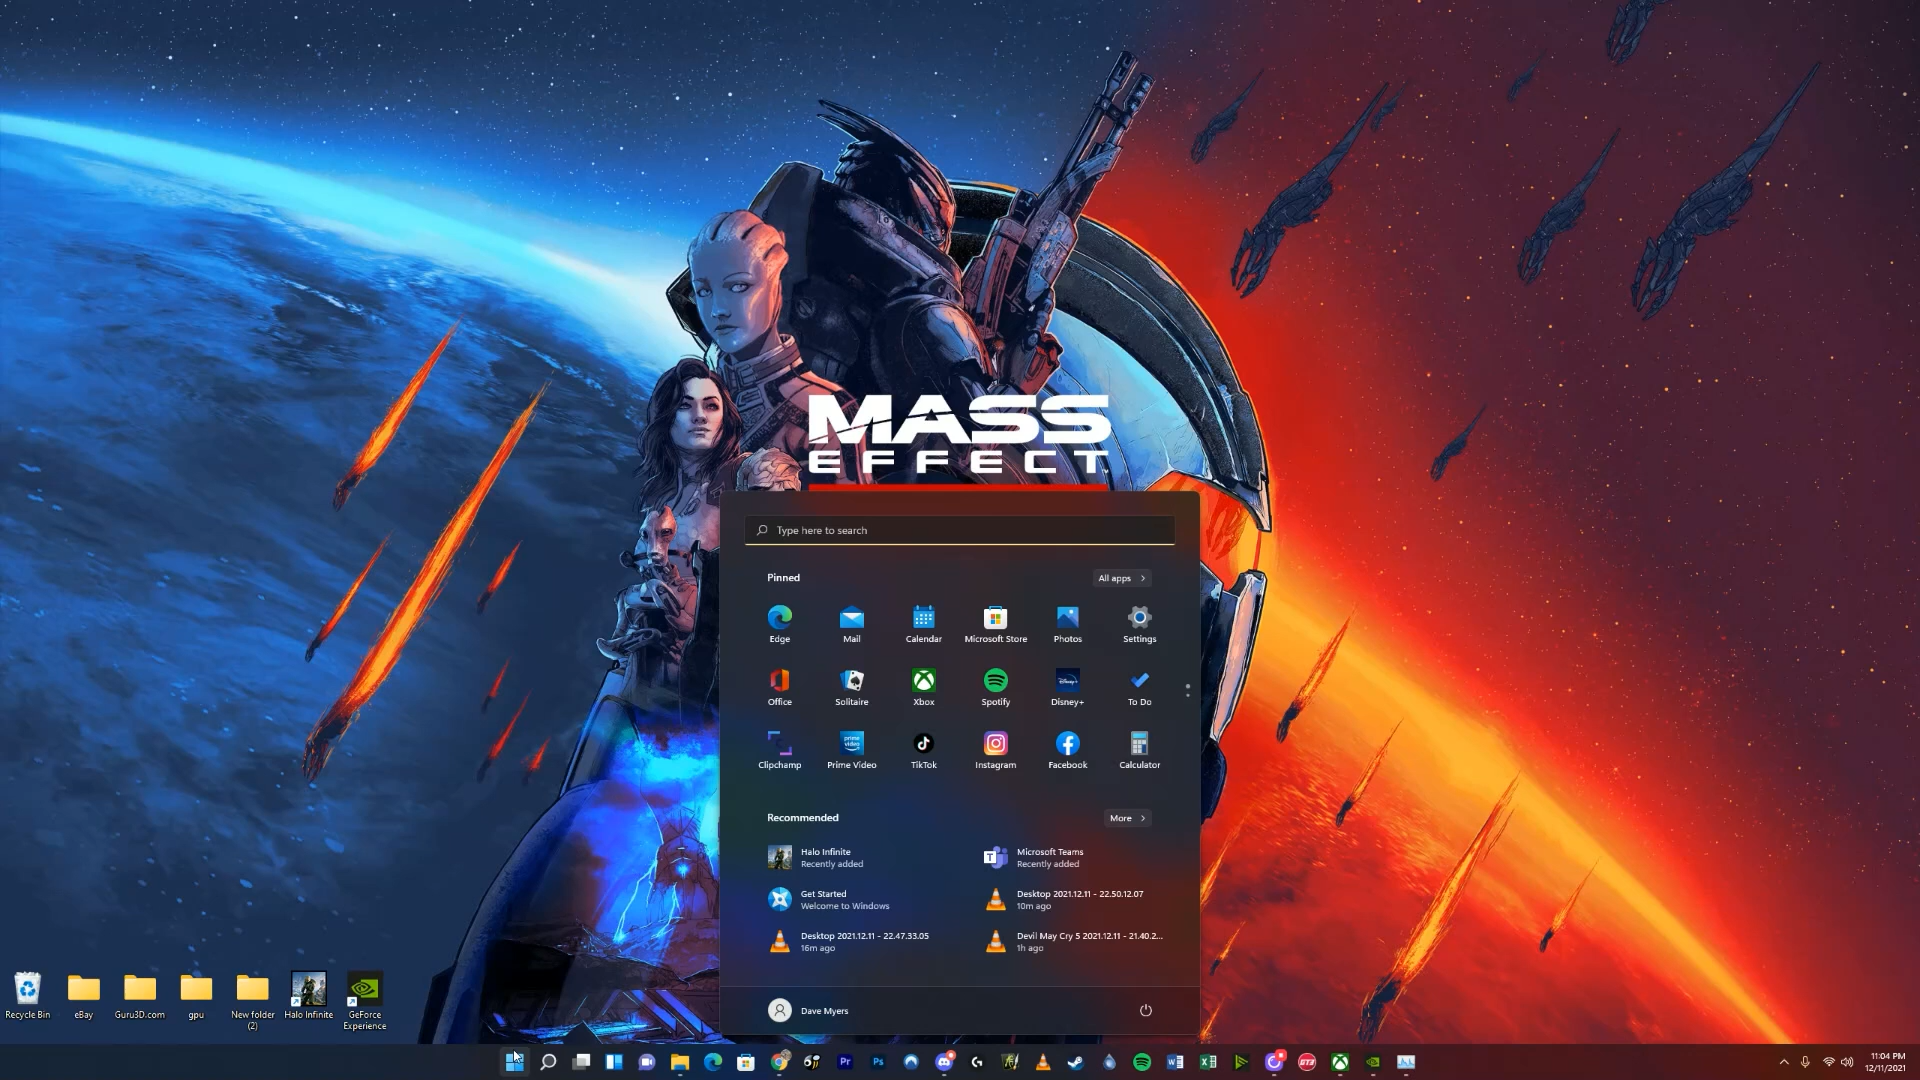 MASS
EFFECT
Type here to search
Pinned
All apps
Edge
Mail
Calendar
Microsoft Store
Photos
Settings
Office
Solitaire
Xbox
Spotify
Disney+
To Do
Clipchamp
Prime Video
TikTok
Instagram
Facebook
Calculator
Recommended
More
Halo Infinite
Recently added
Microsoft Teams
Recently added
Get Started
Welcome to Windows
Desktop 2021.12.11 - 22.50.12.07
10m ago
Desktop 2021.12.11 - 22.47.33.05
16m ago
Devil May Cry 5 2021.12.11 - 21.40.2...
1h ago
Dave Myers
Recycle Bin
eBay
Guru3D.com
gpu
New folder
(2)
Halo Infinite
GeForce
Experience
Pr
Ps
11:04 PM
12/11/2021